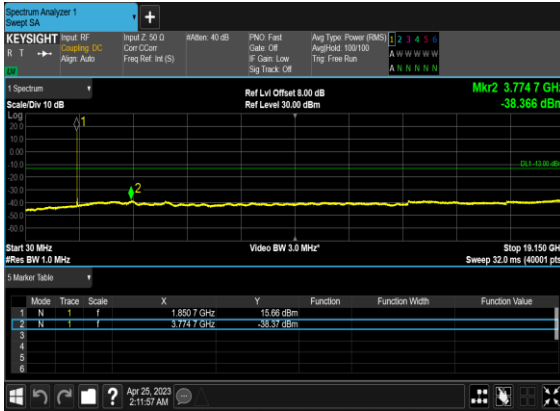 Spectrum Analyzer 1
Swept SA
+
KEYSIGHT Input: RF Input Z: 50 Ω #Atten: 40 dB PNO: Fast Avg Type: Power (RMS) 1 2 3 4 5 6
R T Coupling: DC Corr CCorr Gate: Off Avg|Hold: 100/100 A W W W W W
Align: Auto Freq Ref: Int (S) IF Gain: Low Trig: Free Run
Sig Track: Off A N N N N N
1 Spectrum
Scale/Div 10 dB
Ref Lvl Offset 8.00 dB
Ref Level 30.00 dBm
Mkr2 3.774 7 GHz
-38.366 dBm
Log
20.0
10.0
0.00
-10.0
-20.0
-30.0
-40.0
-50.0
-60.0
1
2
DL1 -13.00 dBm
Start 30 MHz Video BW 3.0 MHz* Stop 19.150 GH
#Res BW 1.0 MHz Sweep 32.0 ms (40001 pts
5 Marker Table
Mode Trace Scale X Y Function Function Width Function Value
1 N 1 f 1.850 7 GHz 15.66 dBm
2 N 1 f 3.774 7 GHz -38.37 dBm
3
4
5
6
? Apr 25, 2023
2:11:57 AM